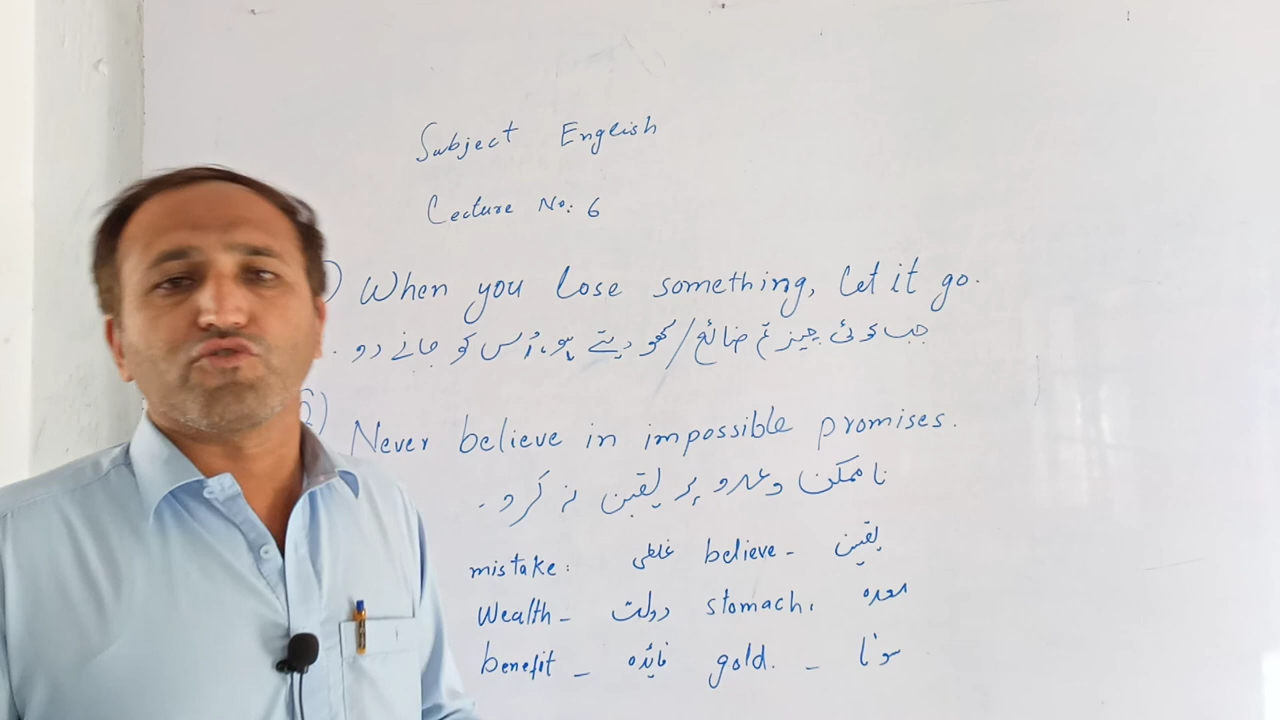 Subject English
Lecture No: 6
) When you lose something, let it go.
جب کوئی چیز تم ضائع/کھو دیتے ہو، اُس کو جانے دو۔
) Never believe in impossible promises.
ناممکن وعدو پر یقین نہ کرو۔
mistake: غلطی believe - یقین
Wealth - دولت stomach. معدہ
benefit - فائدہ gold. - سونا